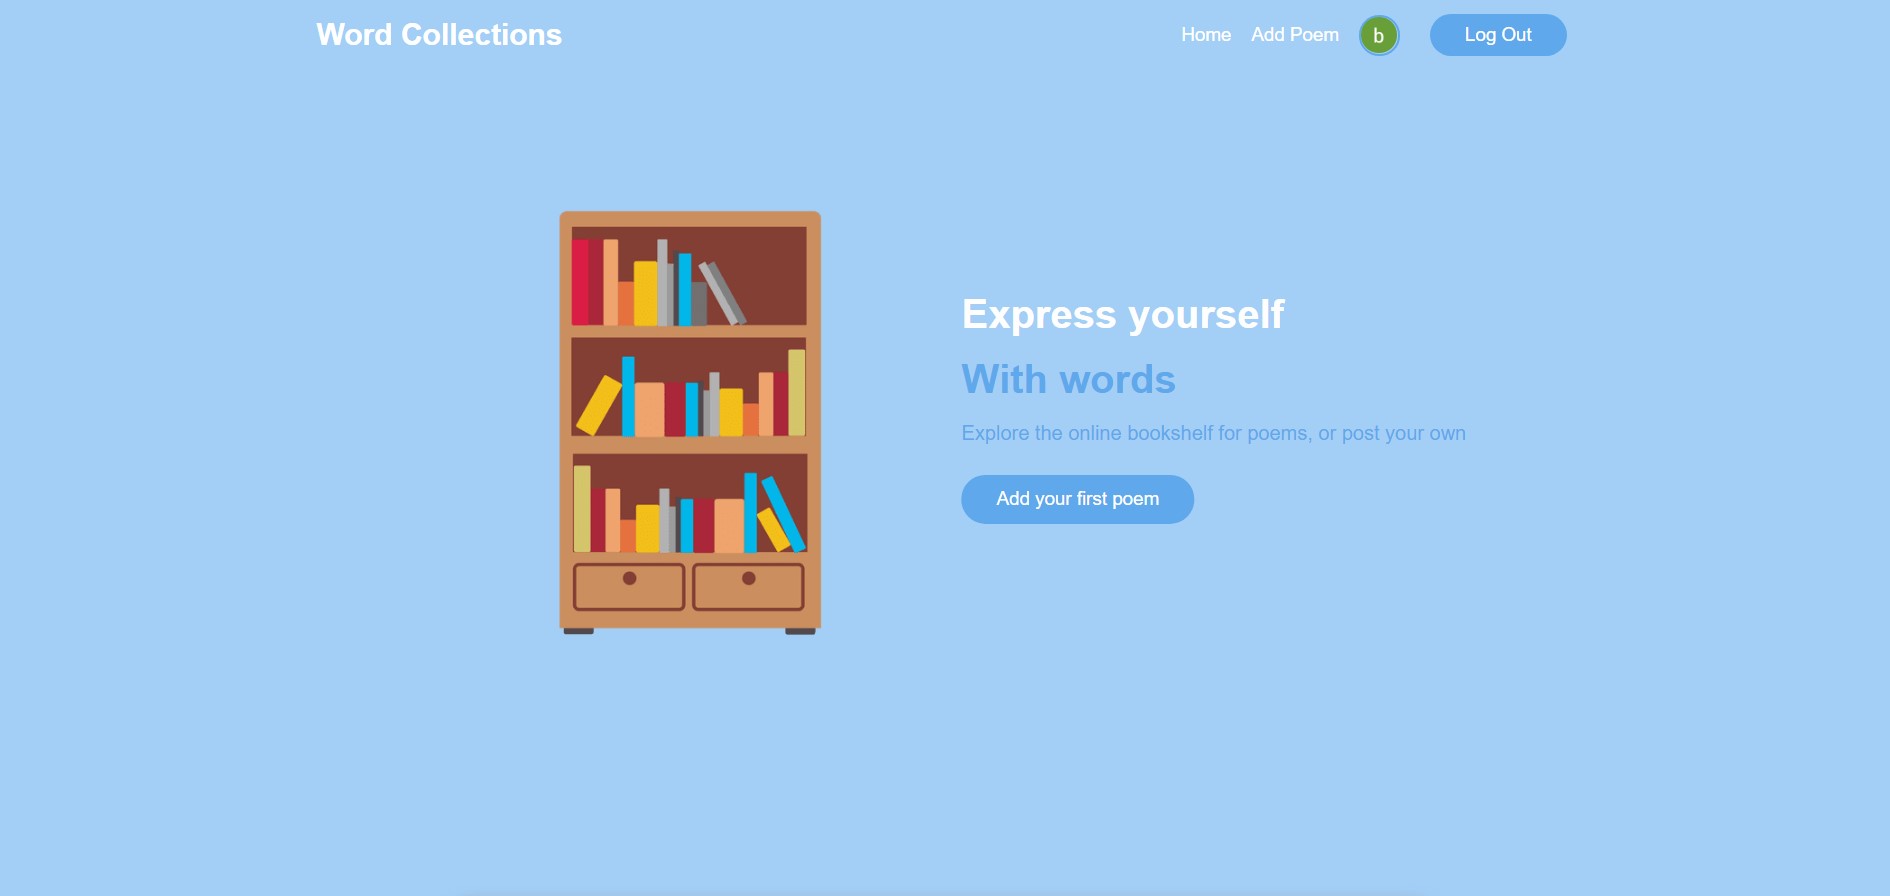 Word Collections
Home
Add Poem
b
Log Out
Express yourself
With words
Explore the online bookshelf for poems, or post your own
Add your first poem